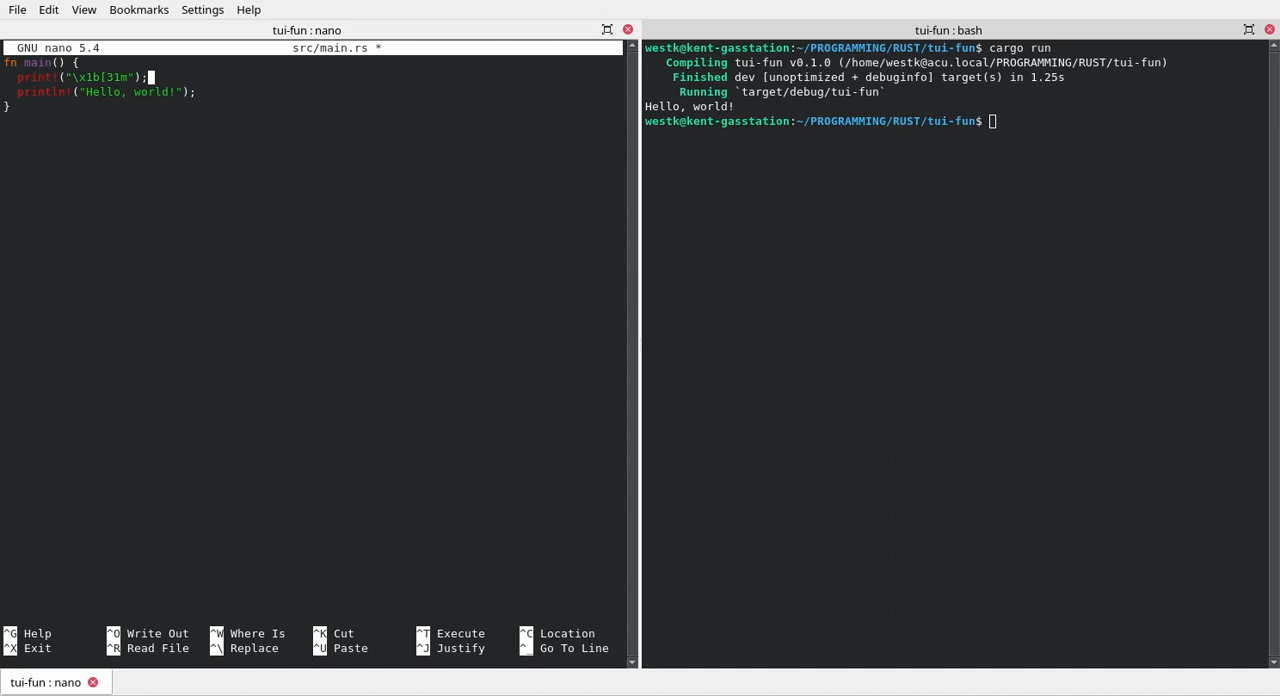 File Edit View Bookmarks Settings Help
tui-fun : nano
GNU nano 5.4 src/main.rs *
fn main() {
  print!("\x1b[31m");
  println!("Hello, world!");
}
^G Help ^O Write Out ^W Where Is ^K Cut ^T Execute ^C Location
^X Exit ^R Read File ^\ Replace ^U Paste ^J Justify ^_ Go To Line
tui-fun : bash
westk@kent-gasstation:~/PROGRAMMING/RUST/tui-fun$ cargo run
   Compiling tui-fun v0.1.0 (/home/westk@acu.local/PROGRAMMING/RUST/tui-fun)
    Finished dev [unoptimized + debuginfo] target(s) in 1.25s
     Running `target/debug/tui-fun`
Hello, world!
westk@kent-gasstation:~/PROGRAMMING/RUST/tui-fun$
tui-fun : nano